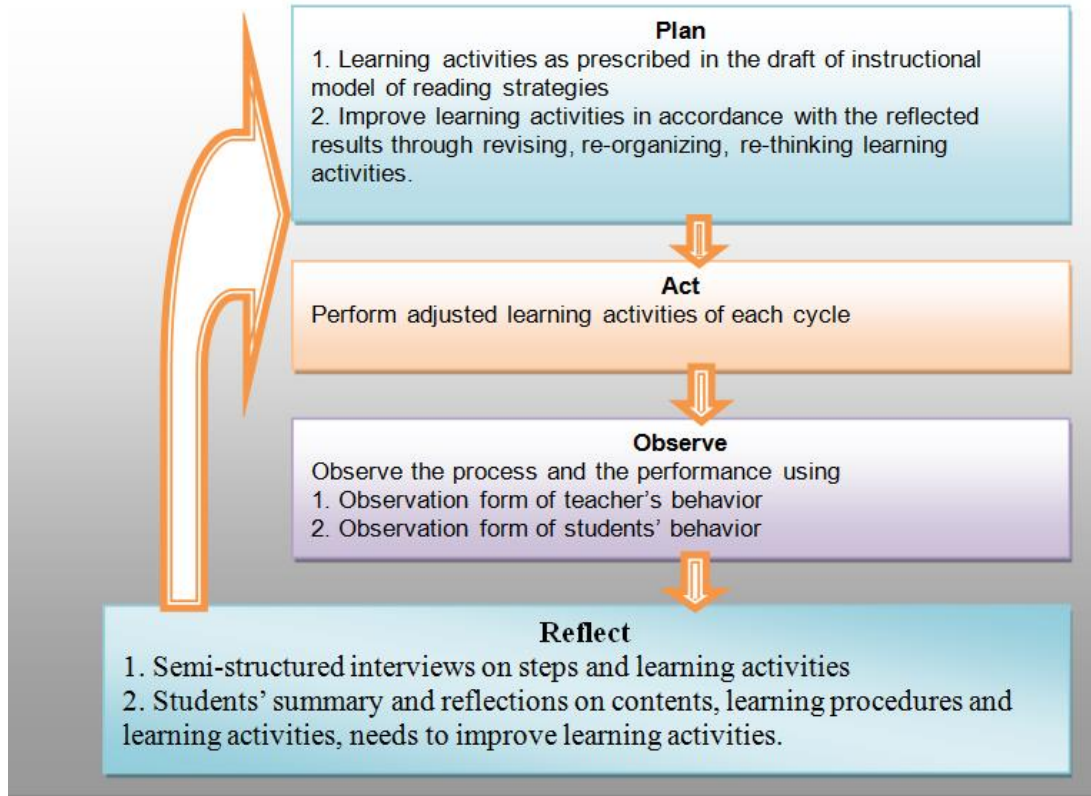 Plan
1. Learning activities as prescribed in the draft of instructional
model of reading strategies
2. Improve learning activities in accordance with the reflected
results through revising, re-organizing, re-thinking learning
activities.
Act
Perform adjusted learning activities of each cycle
Observe
Observe the process and the performance using
1. Observation form of teacher’s behavior
2. Observation form of students’ behavior
Reflect
1. Semi-structured interviews on steps and learning activities
2. Students’ summary and reflections on contents, learning procedures and
learning activities, needs to improve learning activities.